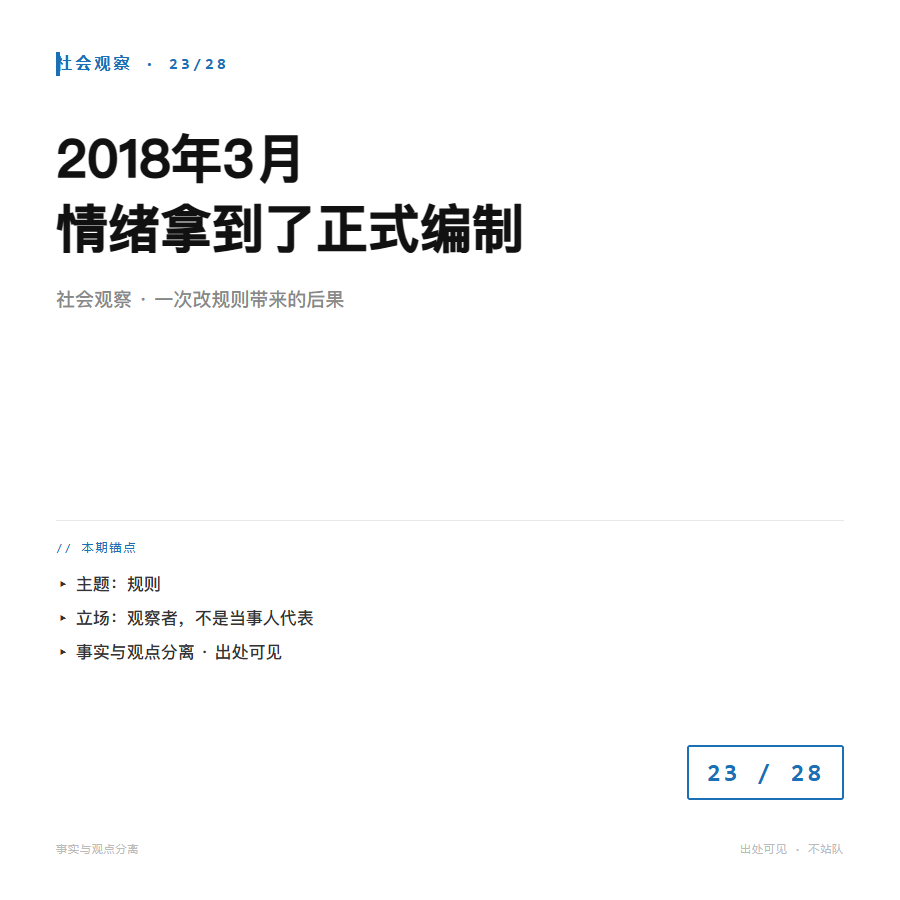 社会观察 · 23/28
2018年3月
情绪拿到了正式编制
社会观察 · 一次改规则带来的后果
// 本期锚点
▸ 主题：规则
▸ 立场：观察者，不是当事人代表
▸ 事实与观点分离 · 出处可见
23 / 28
事实与观点分离
出处可见 · 不站队